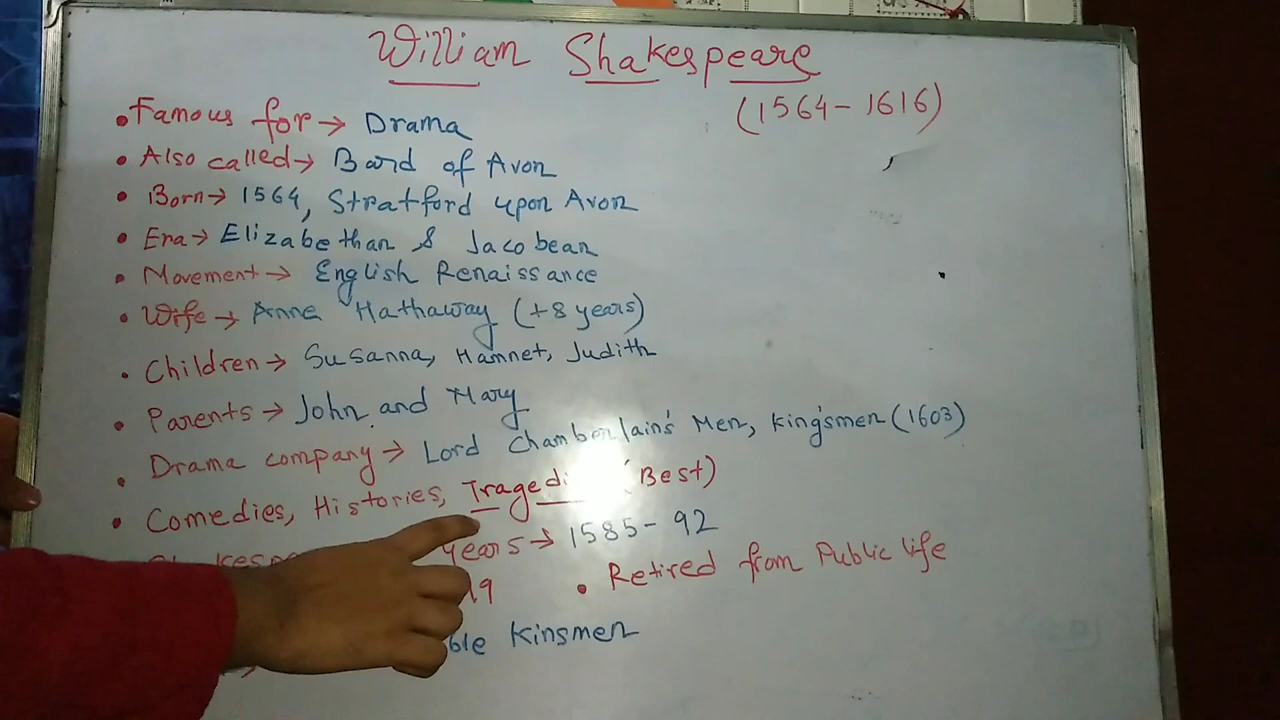 William Shakespeare
(1564-1616)
• Famous for → Drama
• Also called → Bard of Avon
• Born → 1564, Stratford upon Avon
• Era → Elizabethan & Jacobean
• Movement → English Renaissance
• Wife → Anne Hathaway (+8 years)
• Children → Susanna, Hamnet, Judith
• Parents → John and Mary
• Drama company → Lord Chamberlain's Men, King'smen (1603)
• Comedies, Histories, (Best)
years → 1585-92
• Retired from Public life
Kinsmen